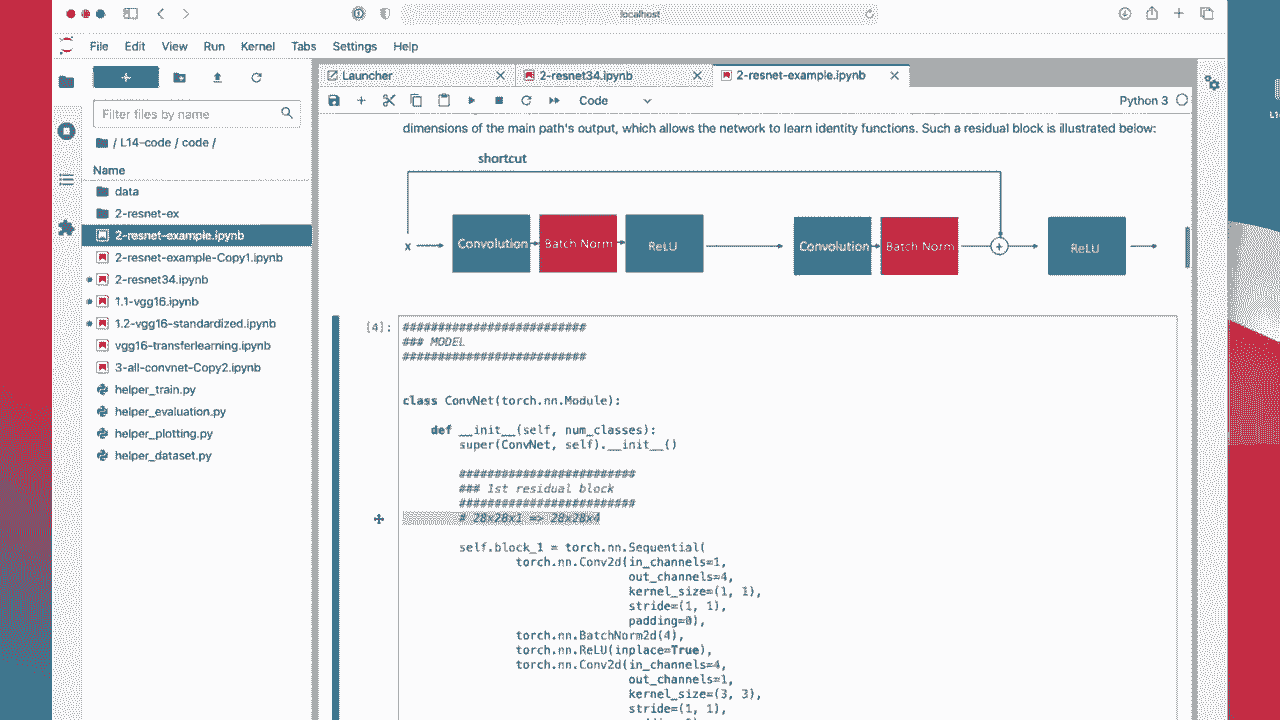 localhost
File Edit View Run Kernel Tabs Settings Help
Launcher
2-resnet34.ipynb
2-resnet-example.ipynb
Code
Python 3
Filter files by name
/ L14-code / code /
Name
data
2-resnet-ex
2-resnet-example.ipynb
2-resnet-example-Copy1.ipynb
2-resnet34.ipynb
1.1-vgg16.ipynb
1.2-vgg16-standardized.ipynb
vgg16-transferlearning.ipynb
3-all-convnet-Copy2.ipynb
helper_train.py
helper_evaluation.py
helper_plotting.py
helper_dataset.py
dimensions of the main path's output, which allows the network to learn identity functions. Such a residual block is illustrated below:
shortcut
x
Convolution
Batch Norm
ReLU
Convolution
Batch Norm
+
ReLU
[4]:
##########################
### MODEL
##########################
class ConvNet(torch.nn.Module):
def __init__(self, num_classes):
super(ConvNet, self).__init__()
#########################
### 1st residual block
#########################
# 28x28x1 => 28x28x4
self.block_1 = torch.nn.Sequential(
torch.nn.Conv2d(in_channels=1,
out_channels=4,
kernel_size=(1, 1),
stride=(1, 1),
padding=0),
torch.nn.BatchNorm2d(4),
torch.nn.ReLU(inplace=True),
torch.nn.Conv2d(in_channels=4,
out_channels=1,
kernel_size=(3, 3),
stride=(1, 1),